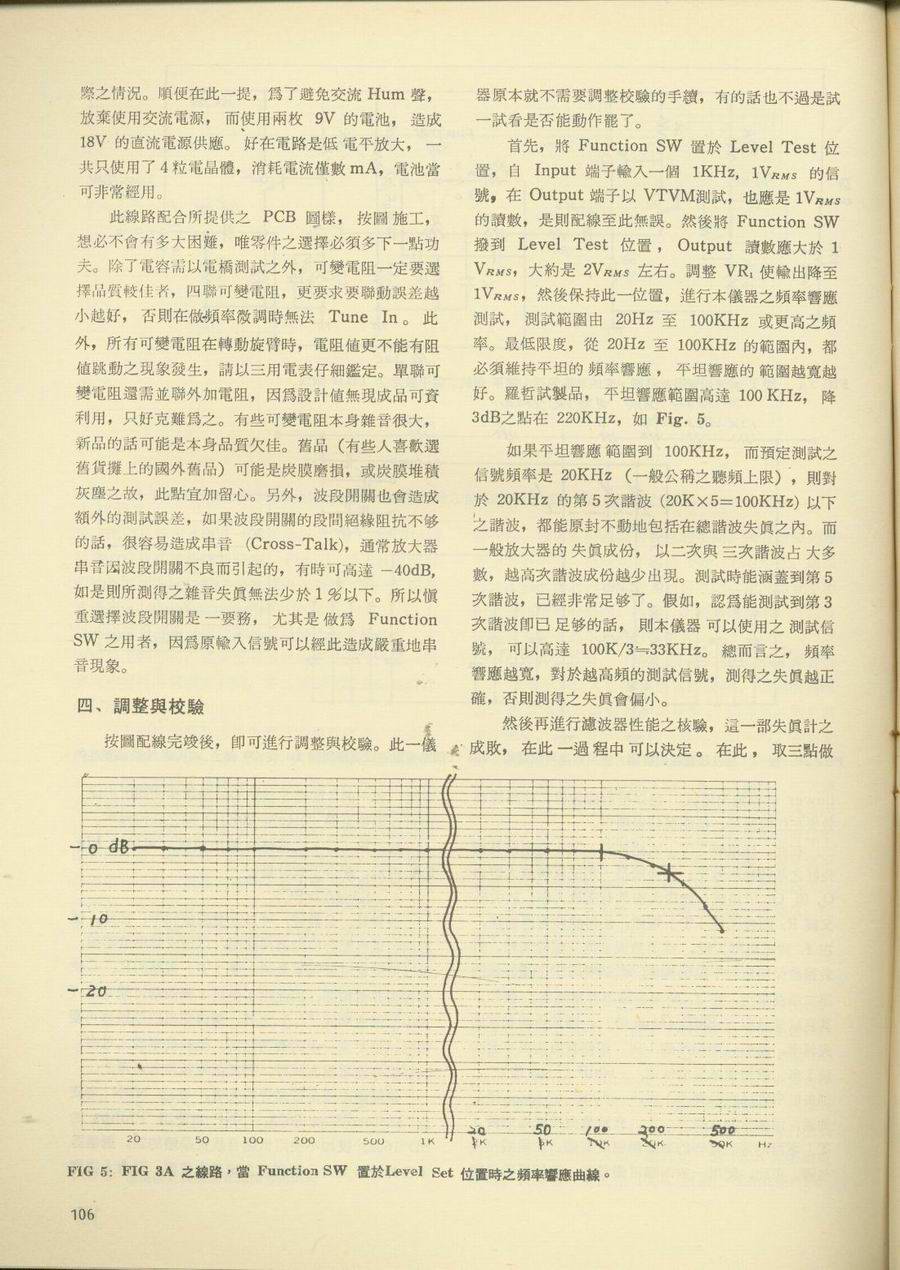 際之情況。順便在此一提，爲了避免交流 Hum 聲，
放棄使用交流電源， 而使用兩枚 9V 的電池， 造成
18V 的直流電源供應。 好在電路是低 電平放大， 一
共只使用了4粒電晶體，消耗電流僅數 mA，電池當
可非常經用。
此線路配合所提供之 PCB 圖樣， 按圖 施工，
想必不會有多大困難，唯零件之選擇必須多下一點功
夫。除了電容需以電橋測試之外，可變電阻一定要選
擇品質較佳者，四聯可變電阻，更要求要聯動誤差越
小越好， 否則在做頻率微調時無法 Tune In 。 此
外，所有可變電阻在轉動旋臂時，電阻值更不能有阻
値跳動之現象發生，請以三用電表仔細鑑定。單聯可
變電阻還需並聯外加電阻，因爲設計値無現成品可資
利用，只好克難爲之。有些可變電阻本身雜音很大，
新品的話可能是本身品質欠佳。舊品（有些人喜歡選
舊貨攤上的國外舊品）可能是炭膜磨損，或炭膜堆積
灰塵之故，此點宜加留心。另外，波段開關也會造成
額外的測試誤差，如果波段開關的段間絕緣阻抗不够
的話，很容易造成串音 (Cross-Talk)，通常放大器
串音因波段開關不良而引起的，有時可高達 －40dB,
如是則所測得之雜音失眞無法少於1％以下。所以愼
重選擇波段開關是 一要務， 尤其是 做爲 Function
SW 之用者，因爲原輸入信號可以經此造成嚴重地串
音現象。
四、調整與校驗
按圖配線完竣後，卽可進行調整與校驗。此一儀
器原本就不需要調整校驗的手續，有的話也不過是試
一試看是否能動作罷了。
首先，將 Function SW 置於 Level Test 位
置，自 Input 端子輸入一個 1KHz, 1VRMS 的信
號，在 Output 端子以 VTVM測試，也應是1VRMS
的讀數，是則配線至此無誤。然後將 Function SW
撥到 Level Test 位置 ， Output 讀數應大於 1
VRMS，大約是 2VRMS 左右。調整 VR₁ 使輸出降至
1VRMS，然後保持此一位置，進行本儀器之頻率響應
測試， 測試範圍由 20Hz 至 100KHz 或更高之頻
率。最低限度，從 20Hz 至 100KHz 的範圍內，都
必須維持平坦的 頻率響應 ， 平坦響應的 範圍越寬越
好。羅哲試製品， 平坦響應範圍高達 100 KHz， 降
3dB之點在 220KHz，如 Fig. 5。
如果平坦響應 範圍到 100KHz， 而預定測試之
信號頻率是 20KHz （一般公稱之聽頻上限），則對
於 20KHz 的第5次諧波（20K×5=100KHz）以下
之諧波，都能原封不動地包括在總諧波失眞之內。而
一般放大器的 失眞成份， 以二次與 三次諧波占 大多
數，越高次諧波成份越少出現。測試時能涵蓋到第5
次諧波，已經非常足够了。假如，認爲能測試到第3
次諧波卽已 足够的話， 則本儀器 可以使用之 測試信
號， 可以高達 100K/3≒33KHz。 總而言之， 頻率
響應越寬，對於越高頻的測試信號，測得之失眞越正
確，否則測得之失眞會偏小。
然後再進行濾波器性能之核驗，這一部失眞計之
成敗， 在此 一過 程中 可以決定 。 在此 ， 取三點做
0 dB
－10
－20
20 50 100 200 500 1K 20 50 100 200 500
K K K K K Hz
FIG 5: FIG 3A 之線路，當 Function SW 置於Level Set 位置時之頻率響應曲線。
106